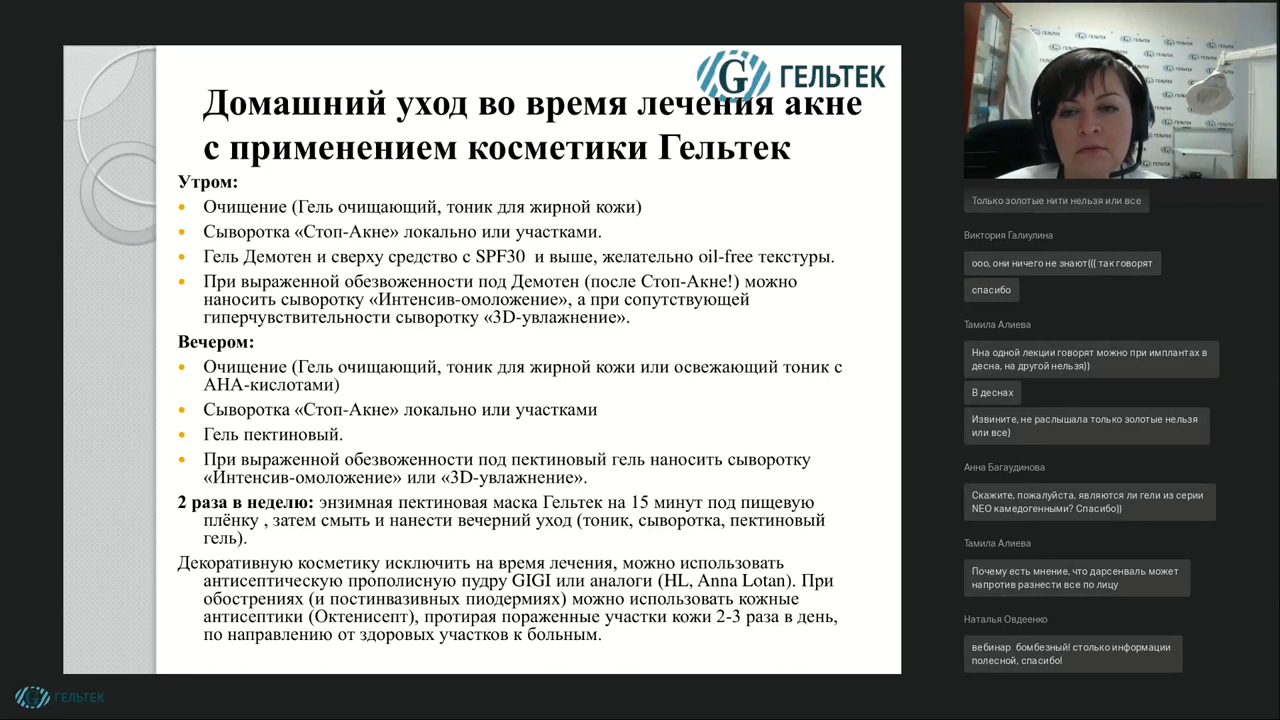 ГЕЛЬТЕК
Домашний уход во время лечения акне
с применением косметики Гельтек
Утром:
Очищение (Гель очищающий, тоник для жирной кожи)
Сыворотка «Стоп-Акне» локально или участками.
Гель Демотен и сверху средство с SPF30 и выше, желательно oil-free текстуры.
При выраженной обезвоженности под Демотен (после Стоп-Акне!) можно
наносить сыворотку «Интенсив-омоложение», а при сопутствующей
гиперчувствительности сыворотку «3D-увлажнение».
Вечером:
Очищение (Гель очищающий, тоник для жирной кожи или освежающий тоник с
АНА-кислотами)
Сыворотка «Стоп-Акне» локально или участками
Гель пектиновый.
При выраженной обезвоженности под пектиновый гель наносить сыворотку
«Интенсив-омоложение» или «3D-увлажнение».
2 раза в неделю: энзимная пектиновая маска Гельтек на 15 минут под пищевую
плёнку , затем смыть и нанести вечерний уход (тоник, сыворотка, пектиновый
гель).
Декоративную косметику исключить на время лечения, можно использовать
антисептическую прополисную пудру GIGI или аналоги (HL, Anna Lotan). При
обострениях (и постинвазивных пиодермиях) можно использовать кожные
антисептики (Октенисепт), протирая пораженные участки кожи 2-3 раза в день,
по направлению от здоровых участков к больным.
ГЕЛЬТЕК
Только золотые нити нельзя или все
Виктория Галиулина
ооо, они ничего не знают((( так говорят
спасибо
Тамила Алиева
Нна одной лекции говорят можно при имплантах в
десна, на другой нельзя))
В деснах
Извините, не распышала только золотые нельзя
или все)
Анна Багаудинова
Скажите, пожалуйста, являются ли гели из серии
NEO камедогенными? Спасибо))
Тамила Алиева
Почему есть мнение, что дарсенваль может
напротив разнести все по лицу
Наталья Овдеенко
вебинар бомбезный! столько информации
полесной, спасибо!